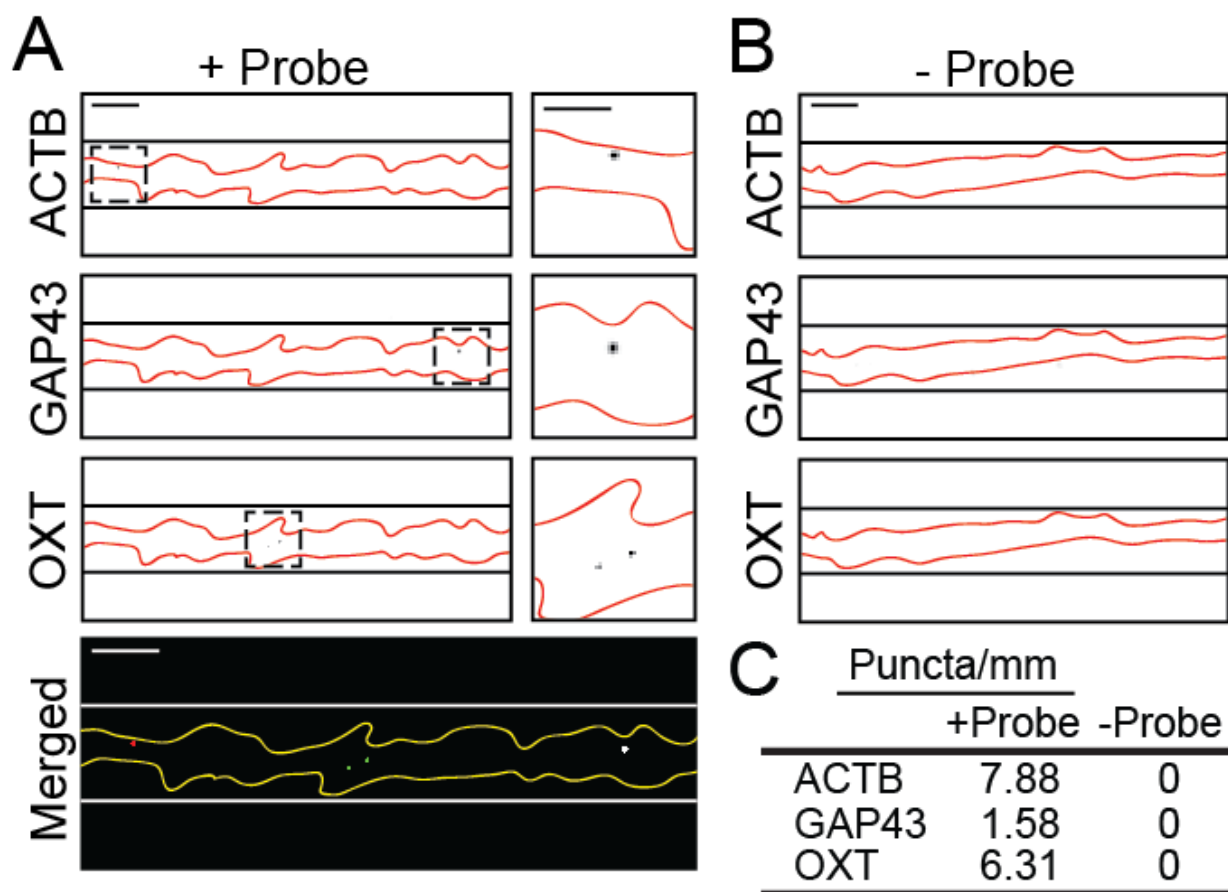 A
+ Probe
ACTB
GAP43
OXT
Merged
B
- Probe
ACTB
GAP43
OXT
C
Puncta/mm
+Probe -Probe
ACTB 7.88 0
GAP43 1.58 0
OXT 6.31 0